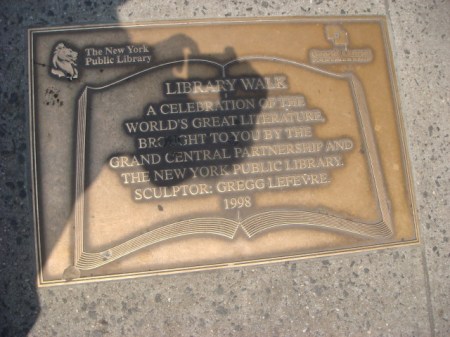 The New York
Public Library
LIBRARY WALK
A CELEBRATION OF THE
WORLD'S GREAT LITERATURE,
BROUGHT TO YOU BY THE
GRAND CENTRAL PARTNERSHIP AND
THE NEW YORK PUBLIC LIBRARY.
SCULPTOR: GREGG LEFEVRE.
1998